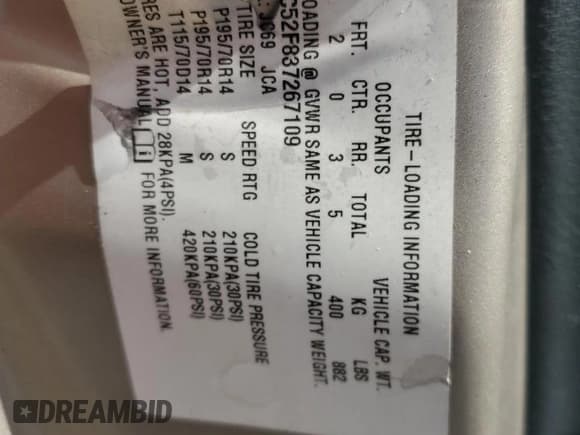 TIRE-LOADING INFORMATION
OCCUPANTS VEHICLE CAP. WT.
FRT. CTR. RR. TOTAL KG LBS
2 0 3 5 400 882
LOADING @ GVWR SAME AS VEHICLE CAPACITY WEIGHT.
C52F837267109
JCA
TIRE SIZE SPEED RTG COLD TIRE PRESSURE
P195/70R14 S 210KPA(30PSI)
P195/70R14 S 210KPA(30PSI)
T115/70D14 M 420KPA(60PSI)
ARE HOT, ADD 28KPA(4PSI).
OWNER'S MANUAL i FOR MORE INFORMATION.
DREAMBID